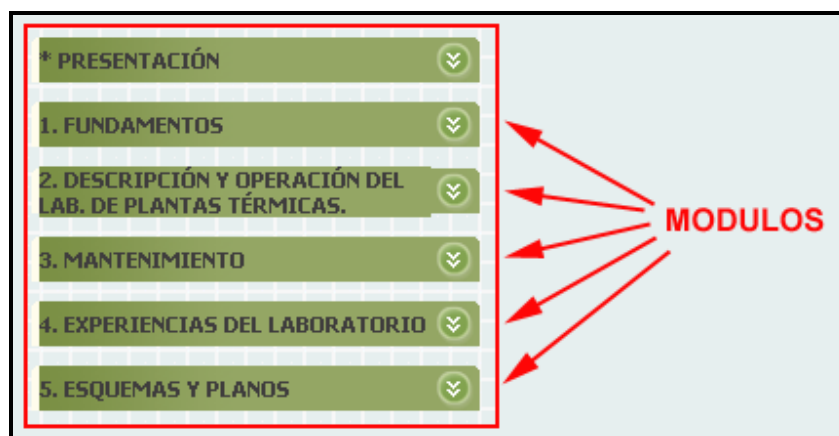 * PRESENTACIÓN
1. FUNDAMENTOS
2. DESCRIPCIÓN Y OPERACIÓN DEL
LAB. DE PLANTAS TÉRMICAS.
3. MANTENIMIENTO
4. EXPERIENCIAS DEL LABORATORIO
5. ESQUEMAS Y PLANOS
MODULOS